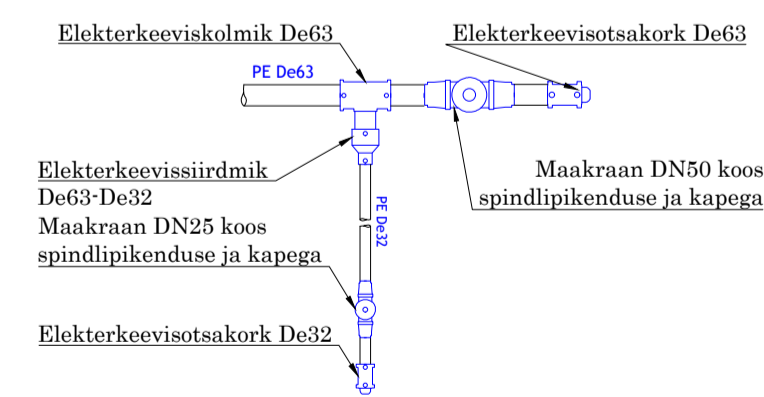 Elekterkeeviskolmik De63
Elekterkeevisotsakork De63
PE De63
Elekterkeevissiirdmik
De63-De32
Maakraan DN50 koos
spindlipikenduse ja kapega
Maakraan DN25 koos
spindlipikenduse ja kapega
PE De32
Elekterkeevisotsakork De32